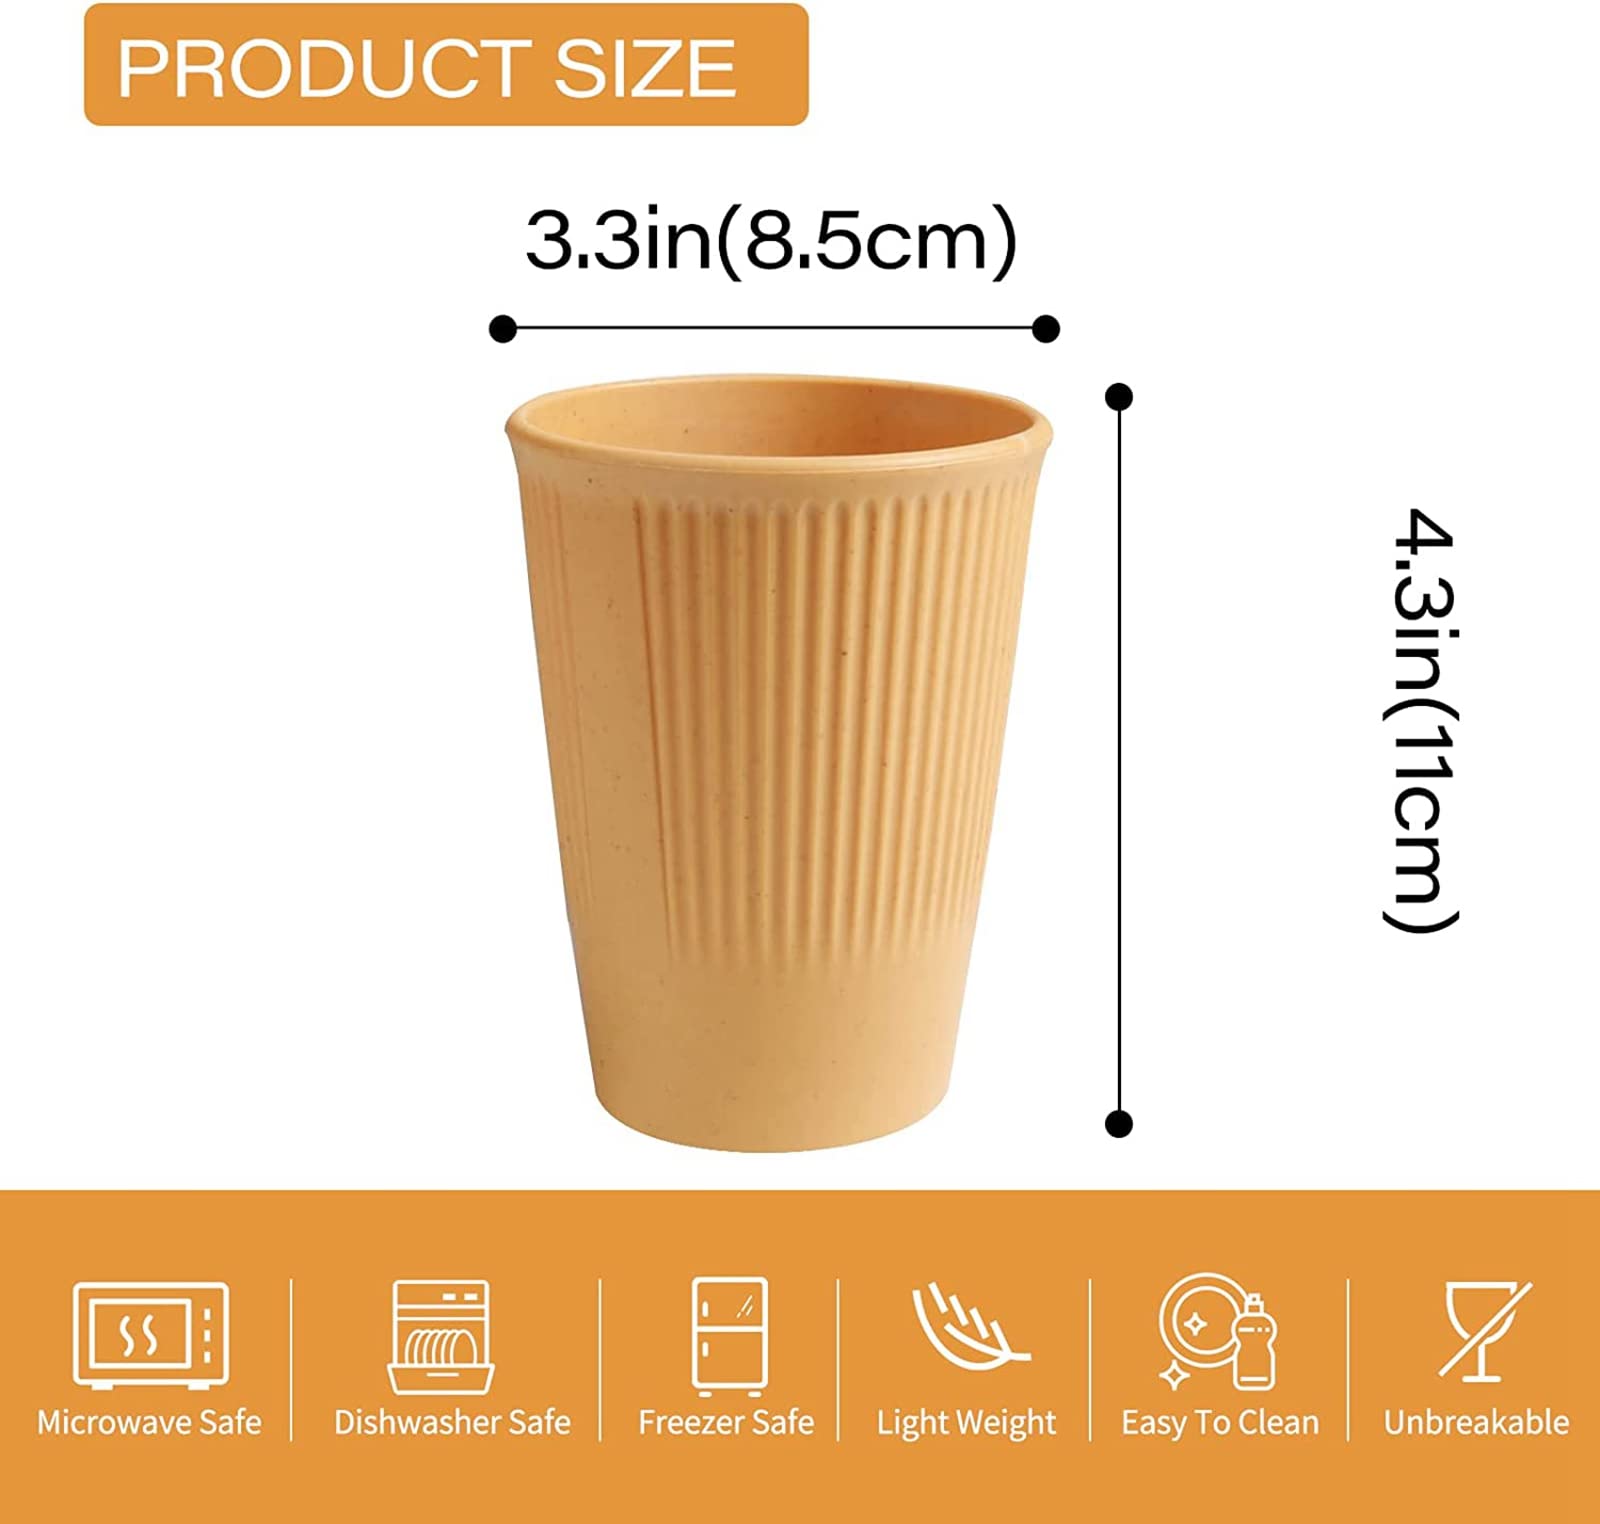 PRODUCT SIZE
3.3in(8.5cm)
4.3in(11cm)
Microwave Safe
Dishwasher Safe
Freezer Safe
Light Weight
Easy To Clean
Unbreakable